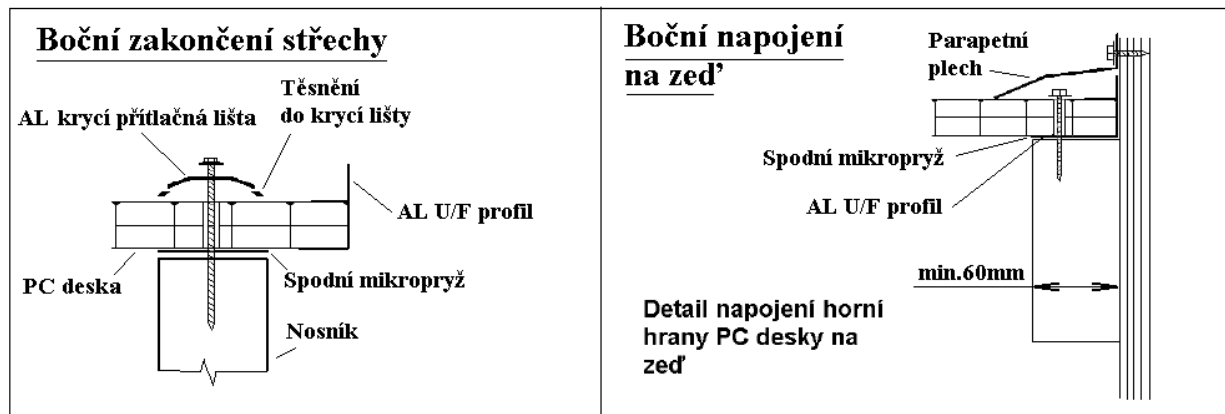 Boční zakončení střechy
Těsnění
do krycí lišty
AL krycí přítlačná lišta
AL U/F profil
PC deska
Spodní mikropryž
Nosník
Boční napojení
na zeď
Parapetní
plech
Spodní mikropryž
AL U/F profil
min.60mm
Detail napojení horní
hrany PC desky na
zeď